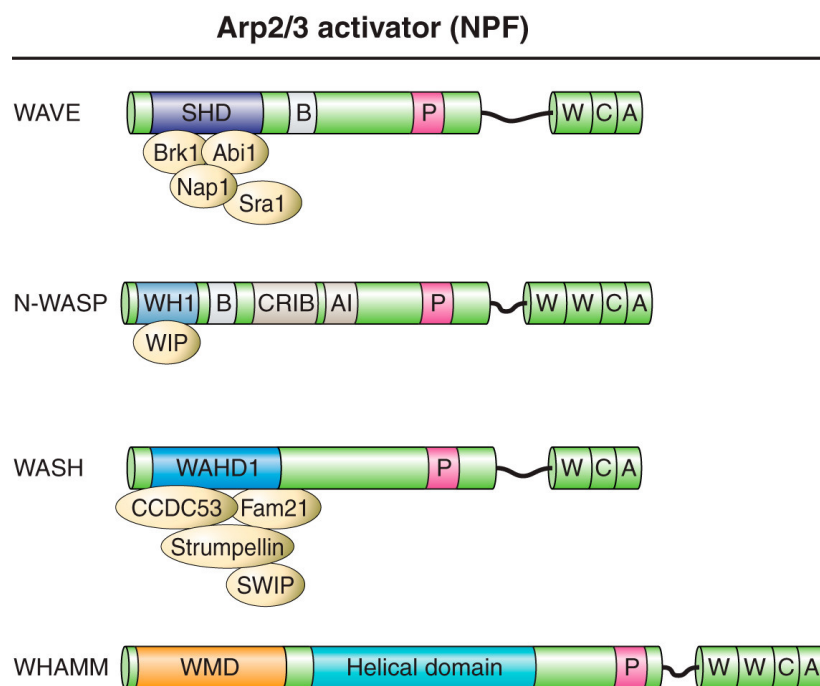 Arp2/3 activator (NPF)
WAVE SHD B P W C A
Brk1 Abi1
Nap1
Sra1
N-WASP WH1 B CRIB AI P W W C A
WIP
WASH WAHD1 P W C A
CCDC53 Fam21
Strumpellin
SWIP
WHAMM WMD Helical domain P W W C A